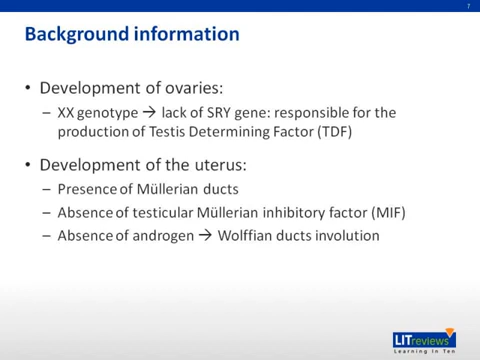 7
Background information
• Development of ovaries:
– XX genotype → lack of SRY gene: responsible for the
production of Testis Determining Factor (TDF)
• Development of the uterus:
– Presence of Müllerian ducts
– Absence of testicular Müllerian inhibitory factor (MIF)
– Absence of androgen → Wolffian ducts involution
LITreviews
Learning In Ten